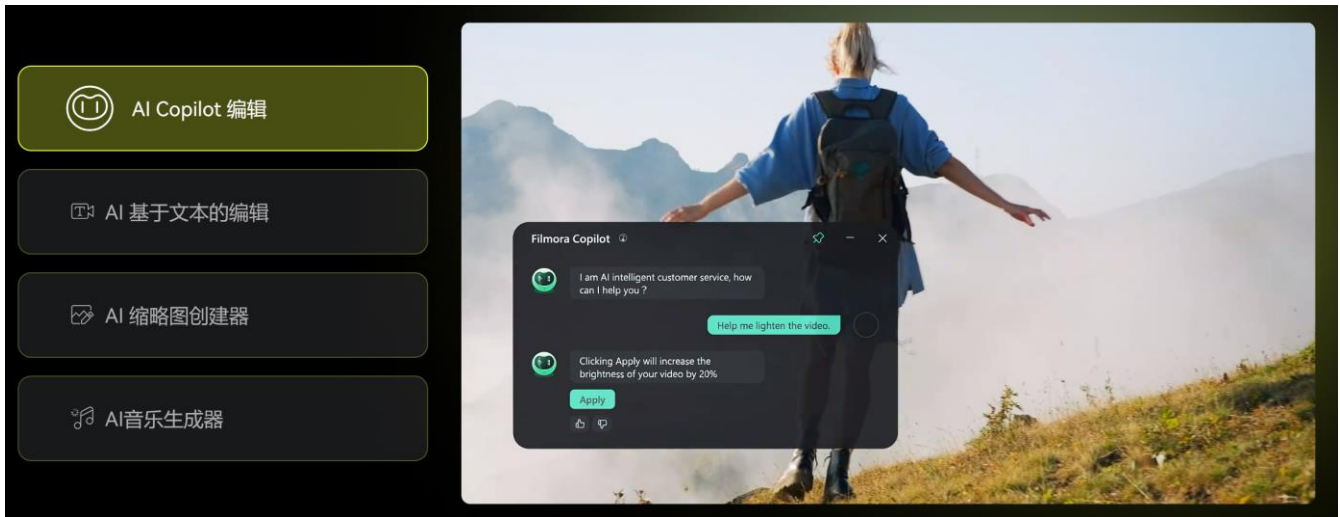 AI Copilot 编辑
AI 基于文本的编辑
AI 缩略图创建器
AI音乐生成器
Filmora Copilot
I am AI intelligent customer service, how
can I help you ?
Help me lighten the video.
Clicking Apply will increase the
brightness of your video by 20%
Apply